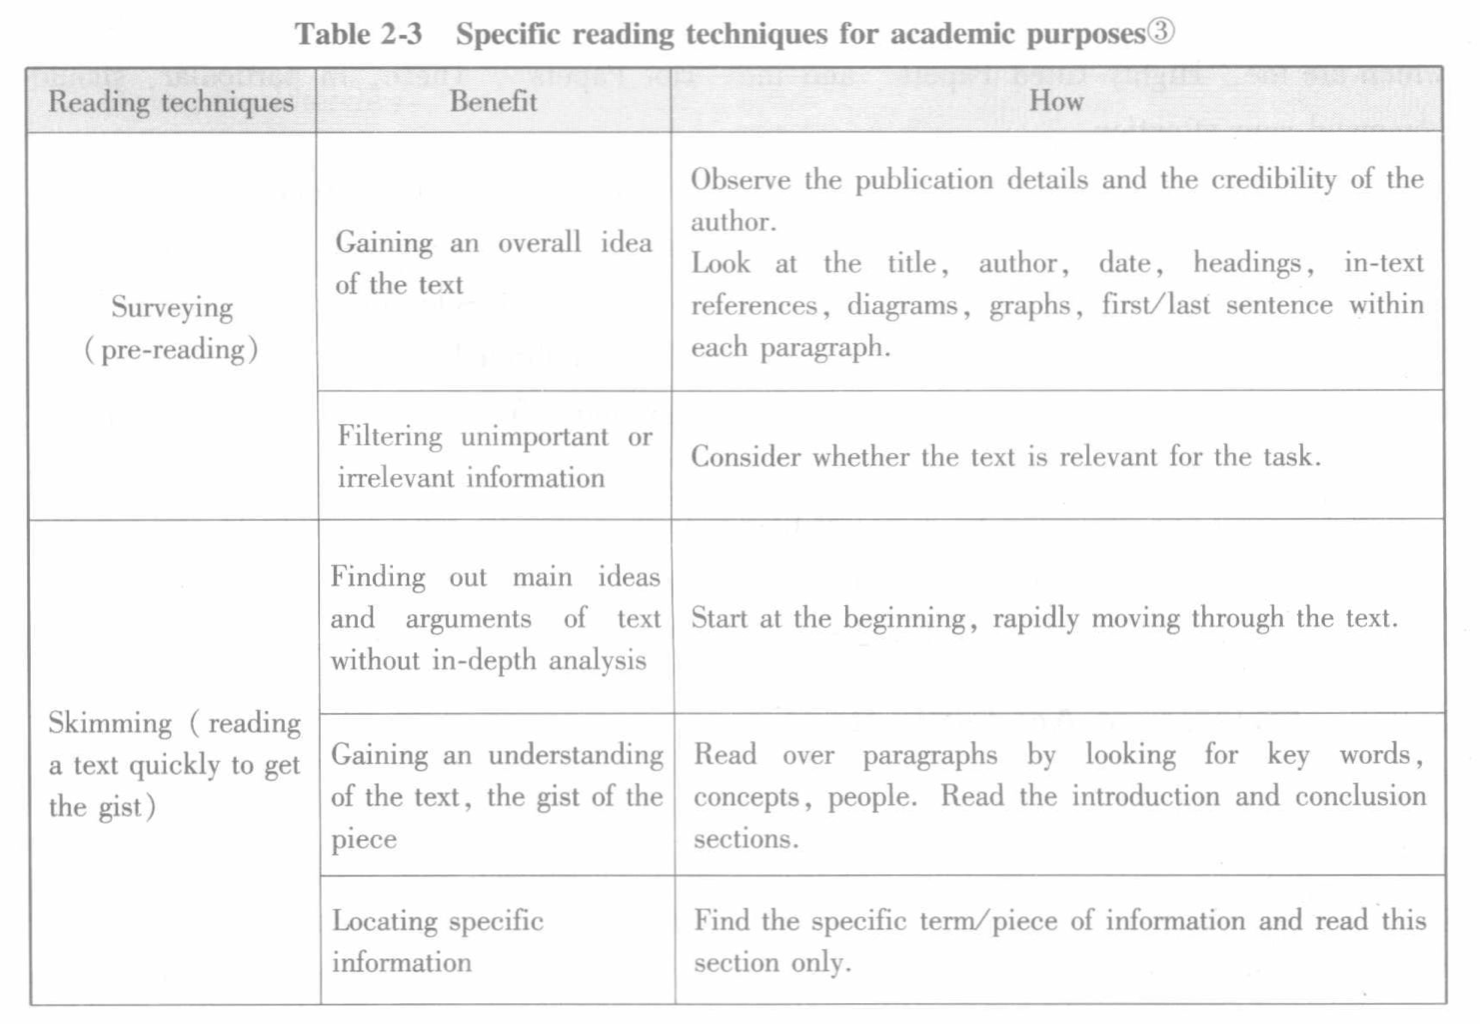 Table 2-3 Specific reading techniques for academic purposes③
Reading techniques
Benefit
How
Surveying
(pre-reading)
Gaining an overall idea
of the text
Observe the publication details and the credibility of the
author.
Look at the title, author, date, headings, in-text
references, diagrams, graphs, first/last sentence within
each paragraph.
Filtering unimportant or
irrelevant information
Consider whether the text is relevant for the task.
Skimming (reading
a text quickly to get
the gist)
Finding out main ideas
and arguments of text
without in-depth analysis
Start at the beginning, rapidly moving through the text.
Gaining an understanding
of the text, the gist of the
piece
Read over paragraphs by looking for key words,
concepts, people. Read the introduction and conclusion
sections.
Locating specific
information
Find the specific term/piece of information and read this
section only.